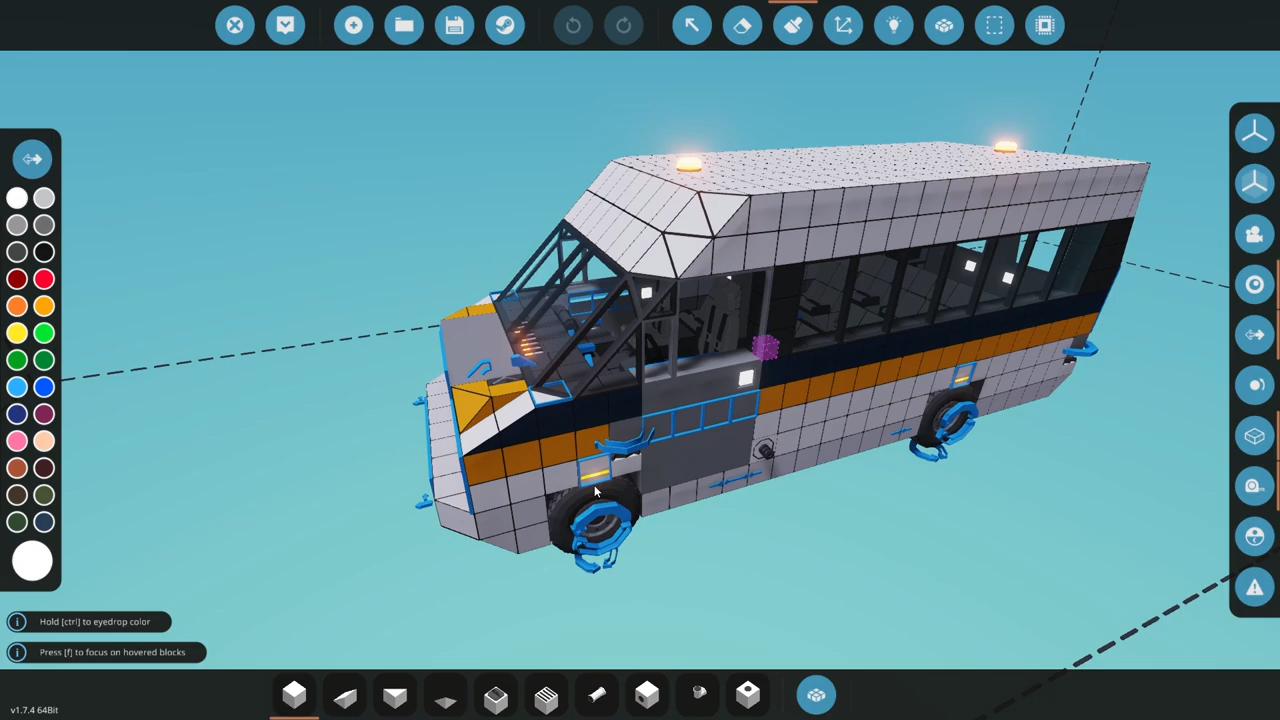 Hold [ctrl] to eyedrop color
Press [f] to focus on hovered blocks
v1.7.4 64Bit